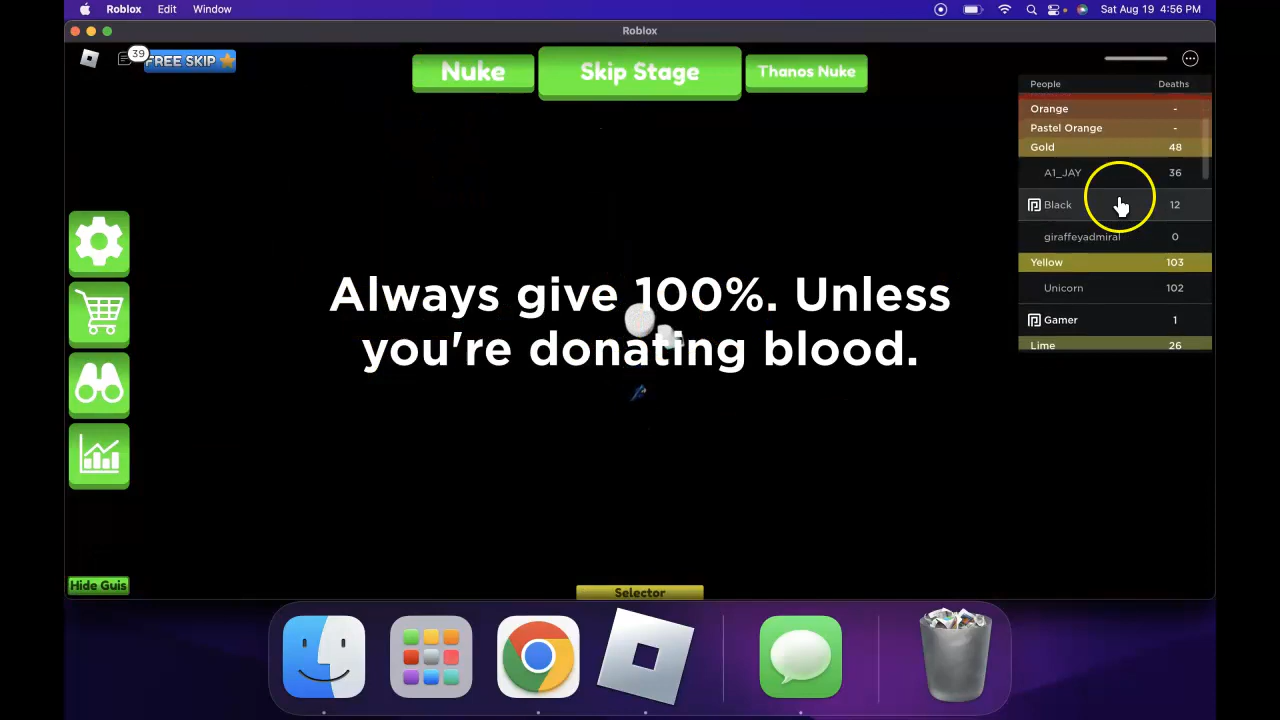 Roblox Edit Window Sat Aug 19 4:56 PM
Roblox
39 FREE SKIP
Nuke
Skip Stage
Thanos Nuke
People Deaths
Orange -
Pastel Orange -
Gold 48
A1_JAY 36
Black 12
giraffeyadmiral 0
Yellow 103
Unicorn 102
Gamer 1
Lime 26
Always give 100%. Unless
you're donating blood.
Hide Guis
Selector